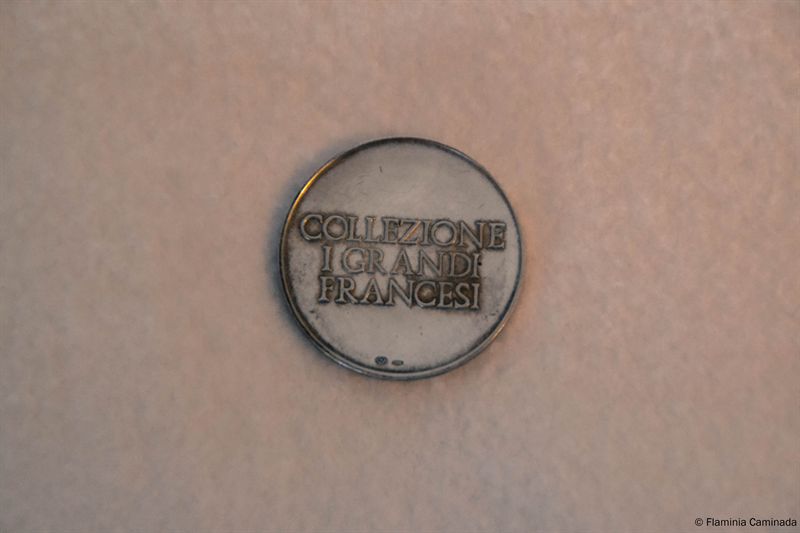 COLLEZIONE
I GRANDI
FRANCESI
© Flaminia Caminada